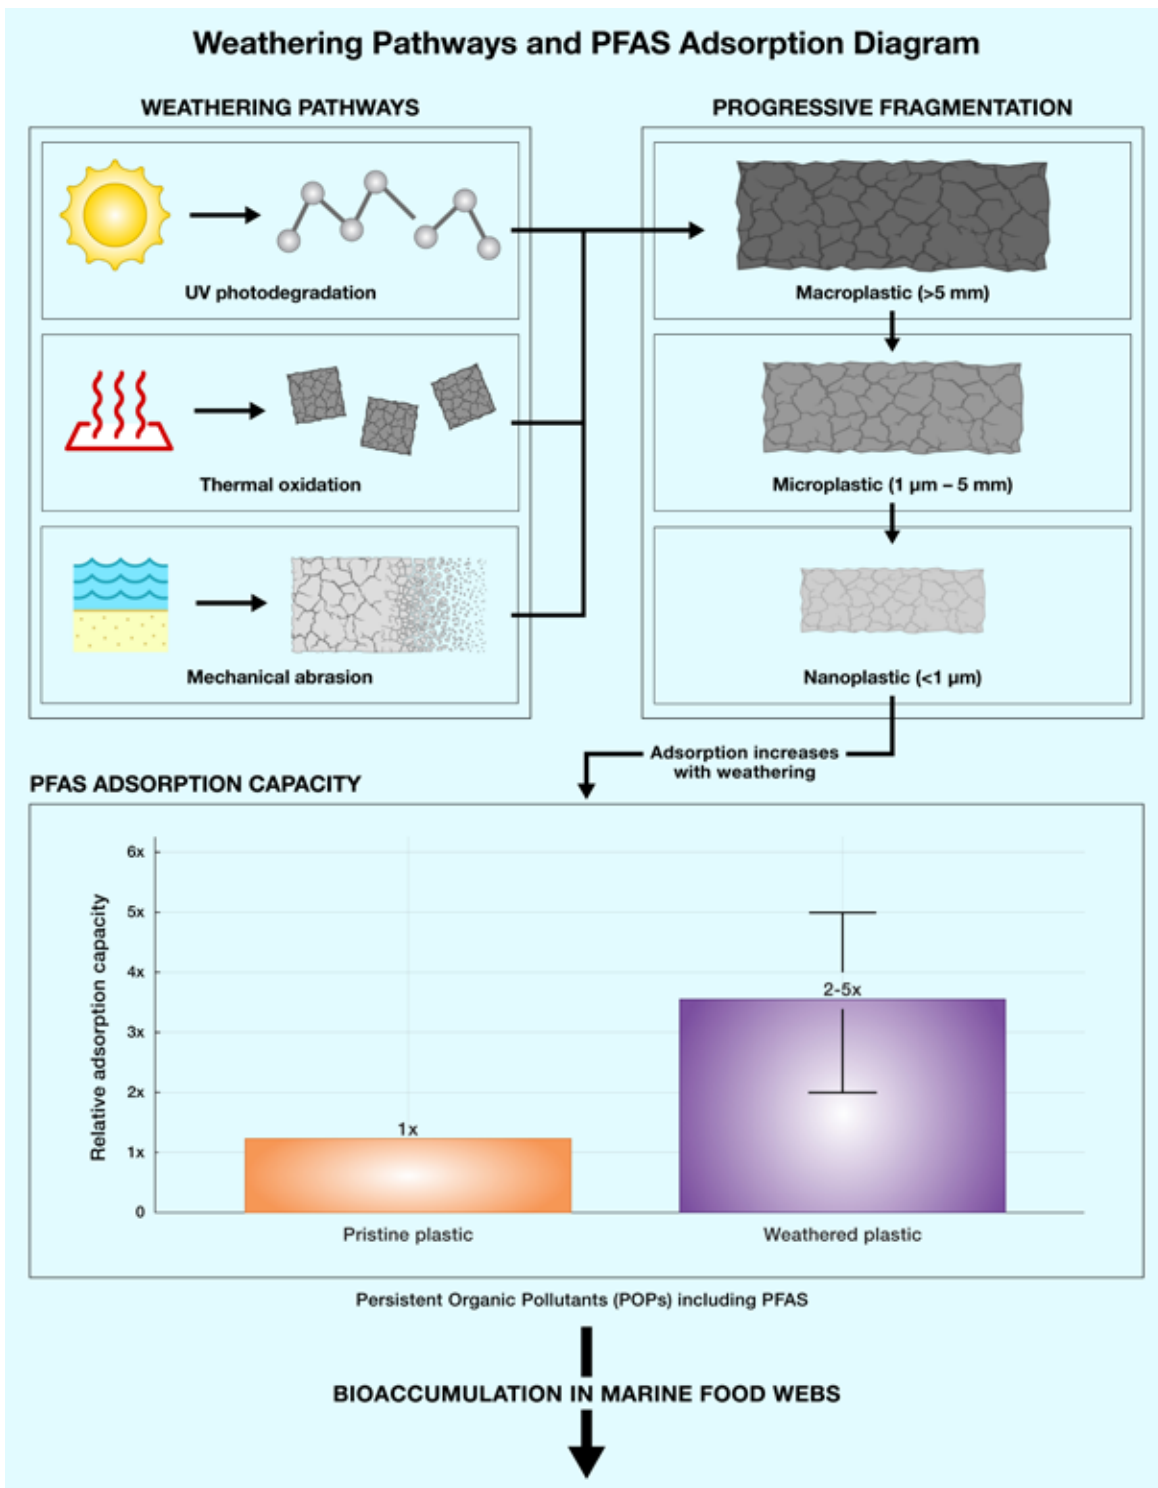 Weathering Pathways and PFAS Adsorption Diagram
WEATHERING PATHWAYS
UV photodegradation
Thermal oxidation
Mechanical abrasion
PROGRESSIVE FRAGMENTATION
Macroplastic (>5 mm)
Microplastic (1 µm – 5 mm)
Nanoplastic (<1 µm)
Adsorption increases
with weathering
PFAS ADSORPTION CAPACITY
Relative adsorption capacity
6x
5x
4x
3x
2x
1x
0
1x
2-5x
Pristine plastic
Weathered plastic
Persistent Organic Pollutants (POPs) including PFAS
BIOACCUMULATION IN MARINE FOOD WEBS